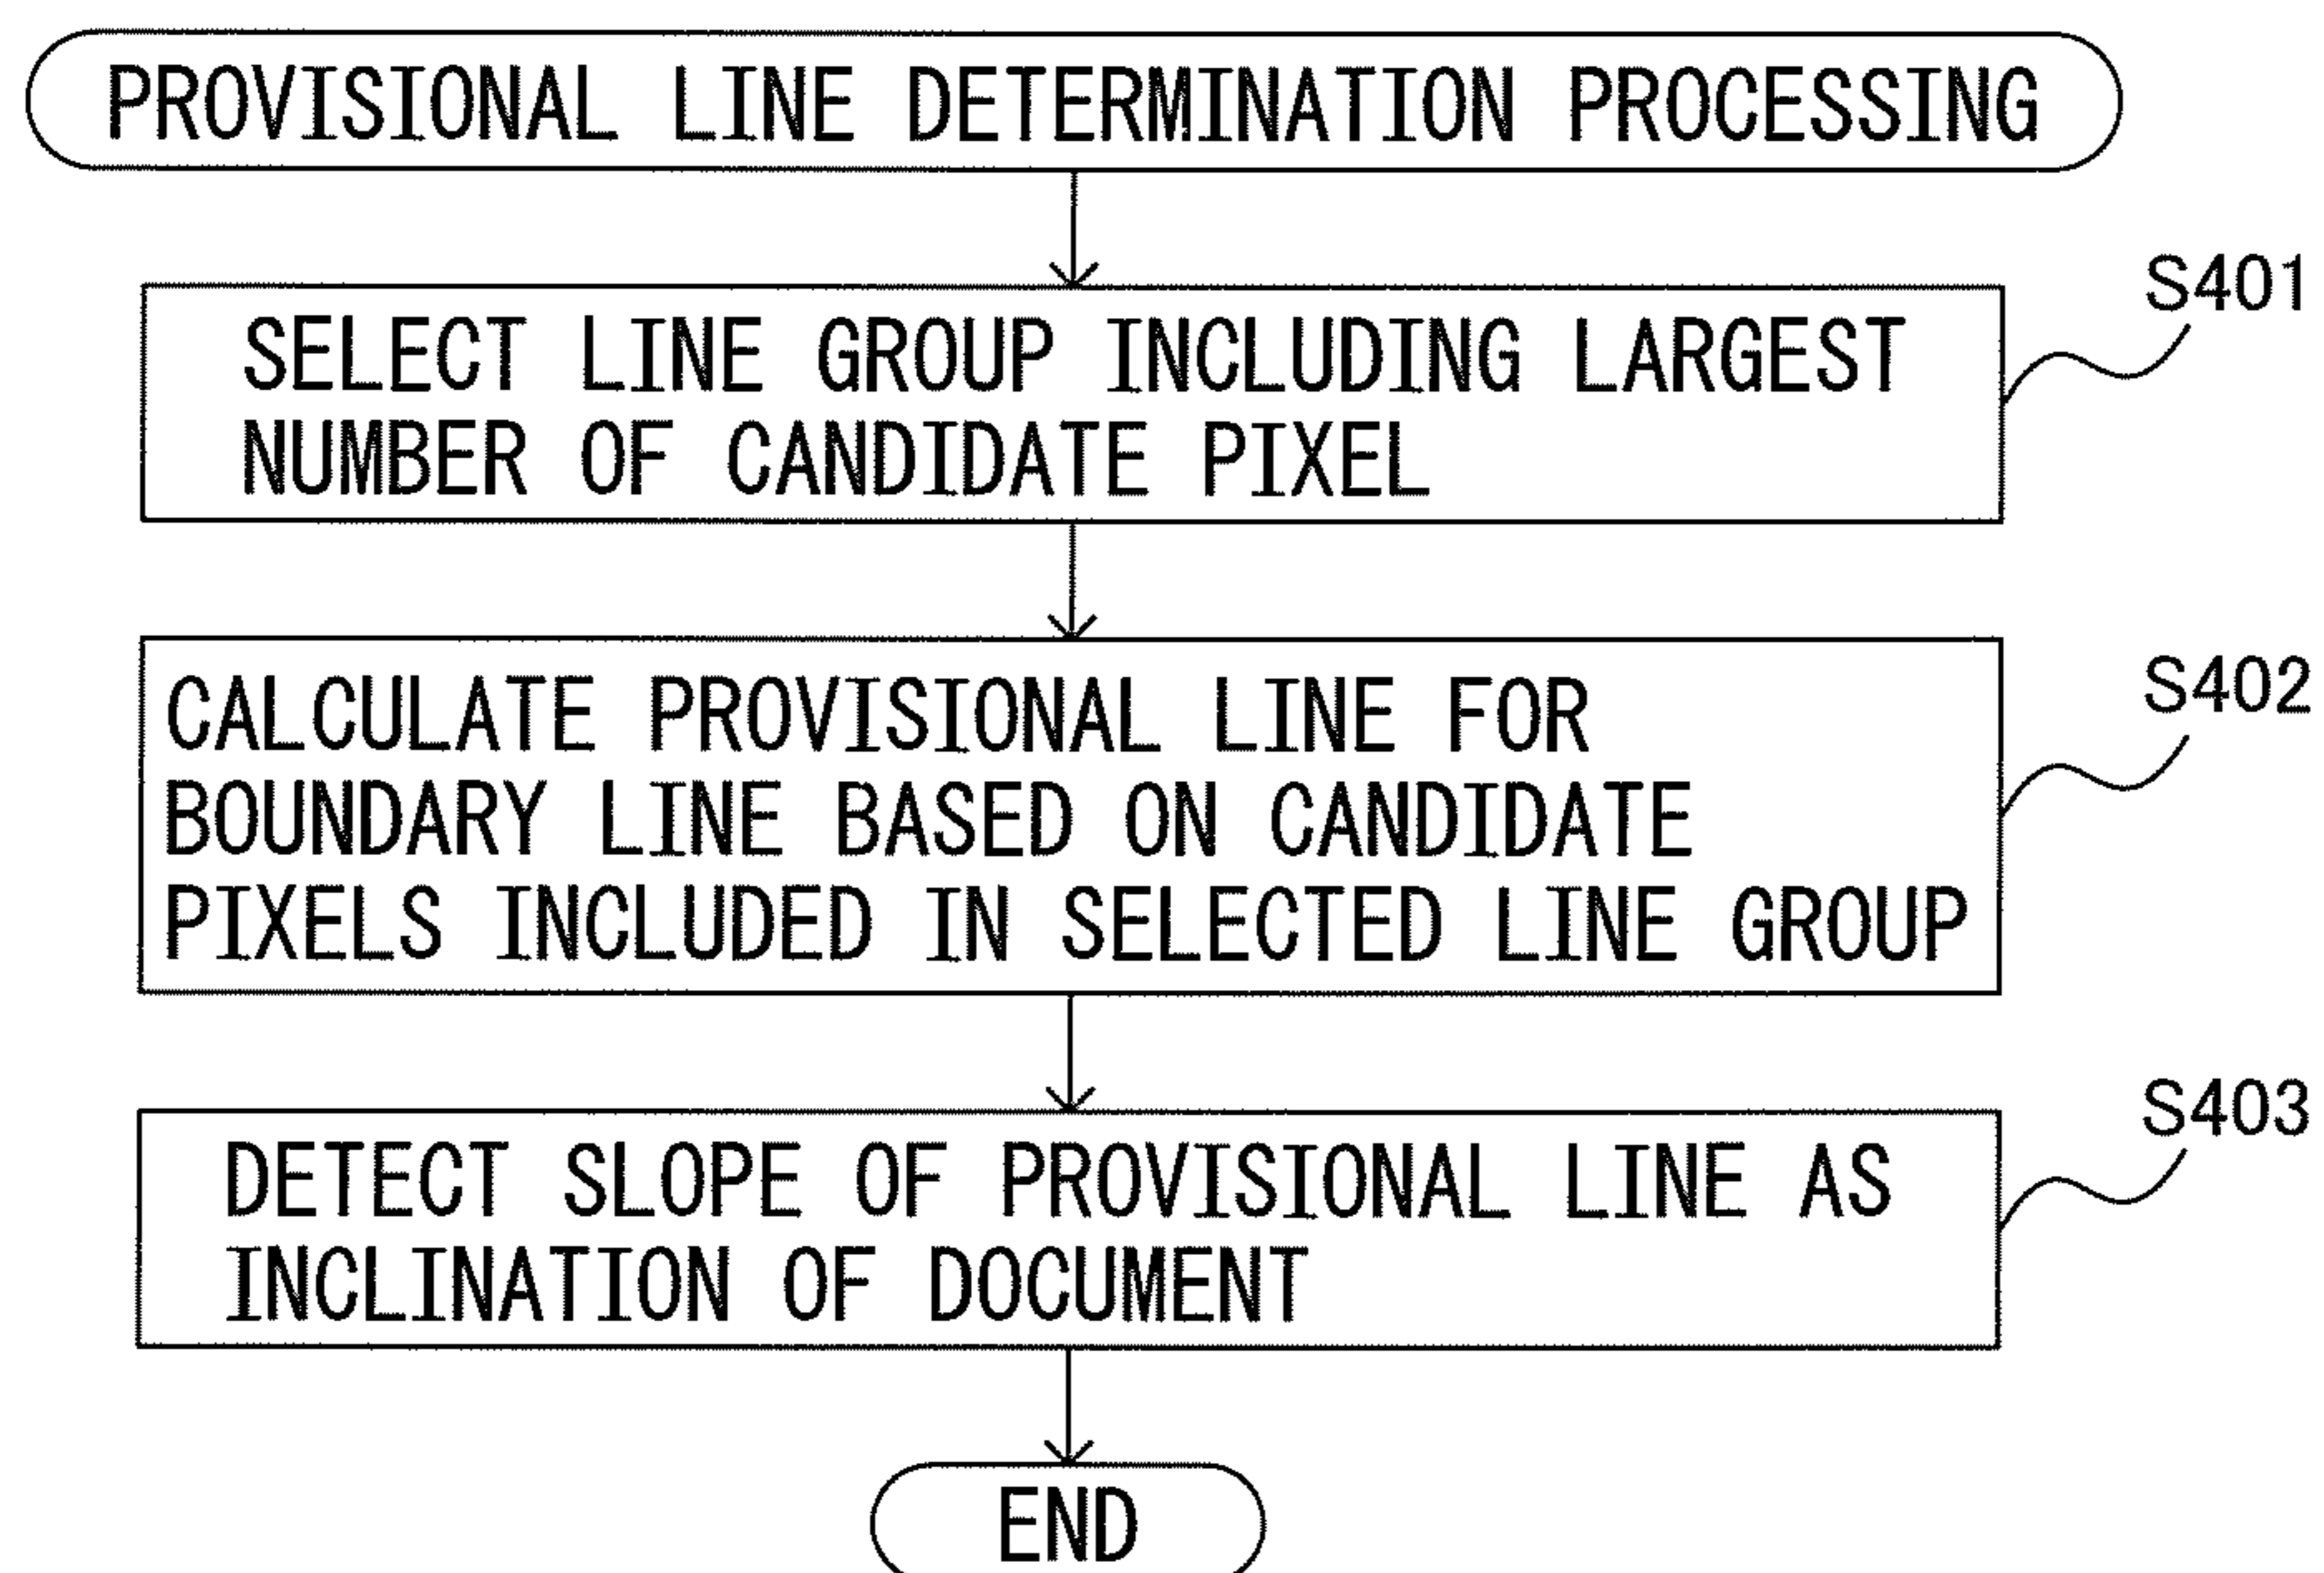 PROVISIONAL LINE DETERMINATION PROCESSING
S401
SELECT LINE GROUP INCLUDING LARGEST
NUMBER OF CANDIDATE PIXEL
S402
CALCULATE PROVISIONAL LINE FOR
BOUNDARY LINE BASED ON CANDIDATE
PIXELS INCLUDED IN SELECTED LINE GROUP
S403
DETECT SLOPE OF PROVISIONAL LINE AS
INCLINATION OF DOCUMENT
END